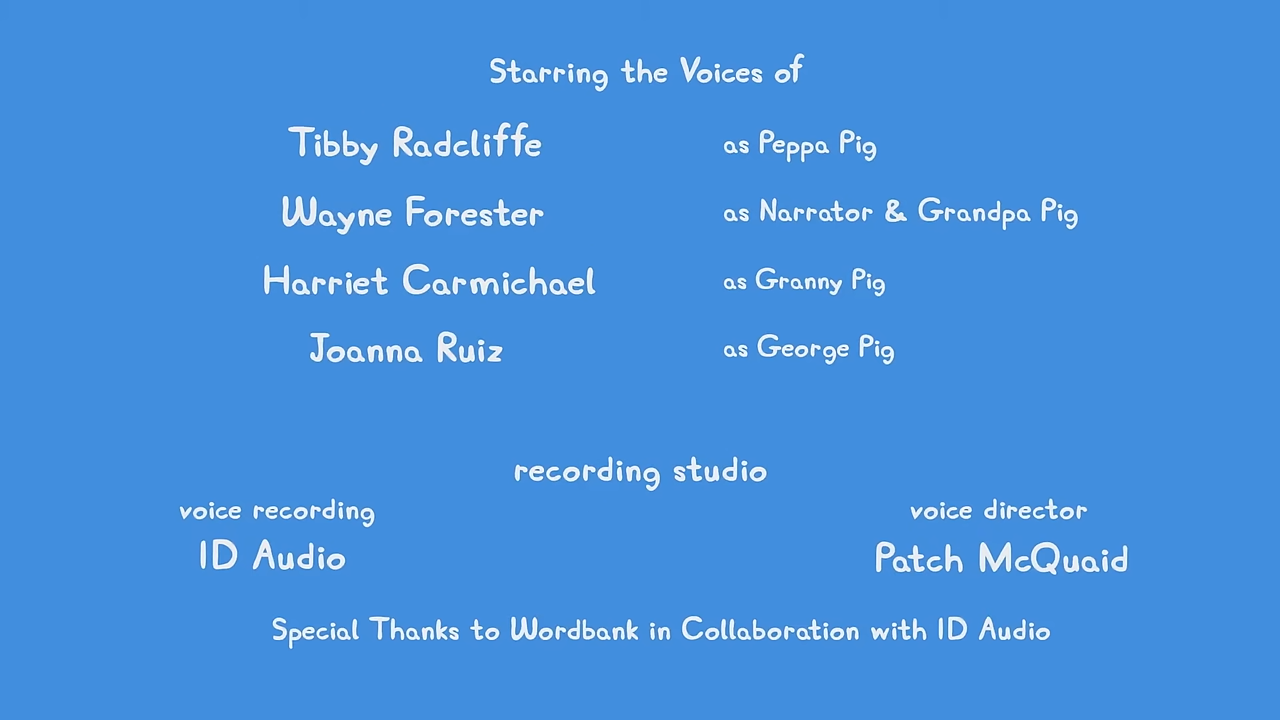 Starring the Voices of
Tibby Radcliffe as Peppa Pig
Wayne Forester as Narrator & Grandpa Pig
Harriet Carmichael as Granny Pig
Joanna Ruiz as George Pig
recording studio
voice recording voice director
ID Audio Patch McQuaid
Special Thanks to Wordbank in Collaboration with ID Audio